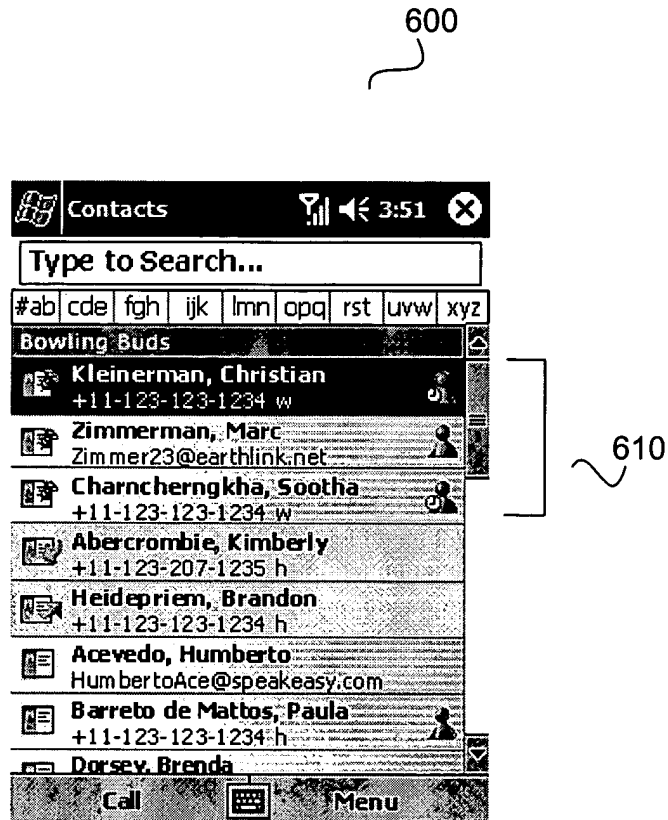 600
Contacts 3:51
Type to Search...
#ab cde fgh ijk lmn opq rst uvw xyz
Bowling Buds
Kleinerman, Christian
+11-123-123-1234 w
Zimmerman, Marc
Zimmer23@earthlink.net
Charncherngkha, Sootha
+11-123-123-1234 w
610
Abercrombie, Kimberly
+11-123-207-1235 h
Heidepriem, Brandon
+11-123-123-1234 h
Acevedo, Humberto
HumbertoAce@speakeasy.com
Barreto de Mattos, Paula
+11-123-123-1234 h
Dorsey, Brenda
Call Menu